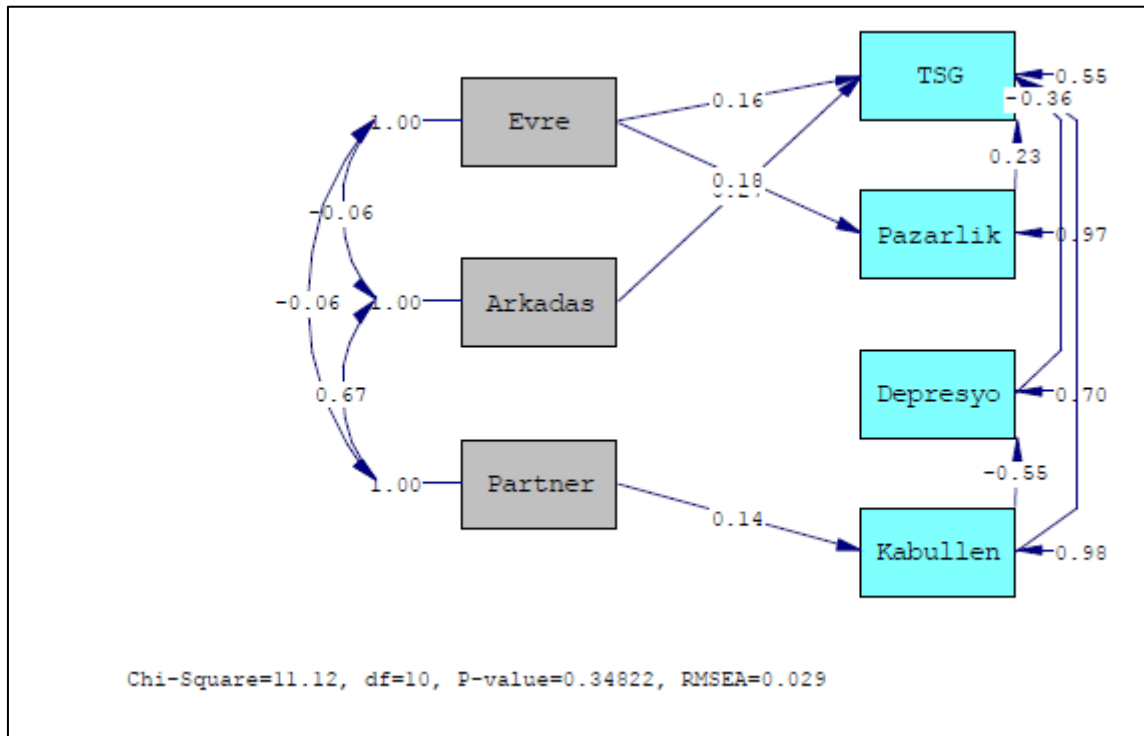 TSG
0.55
-0.36
Evre
1.00
0.16
0.23
0.18
-0.06
Pazarlik
0.97
Arkadas
1.00
-0.06
Depresyo
0.70
0.67
-0.55
Partner
1.00
0.14
Kabullen
0.98
Chi-Square=11.12, df=10, P-value=0.34822, RMSEA=0.029